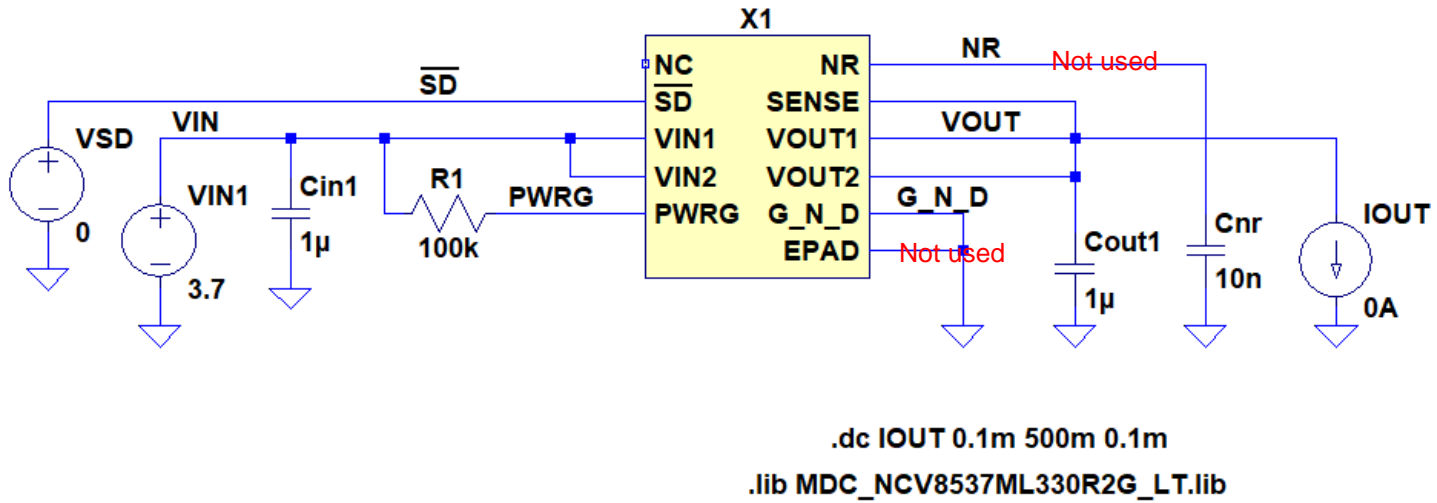 X1
NC
NR
NR
Not used
SD
SD
SENSE
VSD
VIN
VIN1
VOUT1
VOUT
VIN1
Cin1
R1
PWRG
VIN2
VOUT2
G_N_D
PWRG
G_N_D
IOUT
0
1µ
100k
EPAD
Not used
Cout1
Cnr
3.7
1µ
10n
0A
.dc IOUT 0.1m 500m 0.1m
.lib MDC_NCV8537ML330R2G_LT.lib